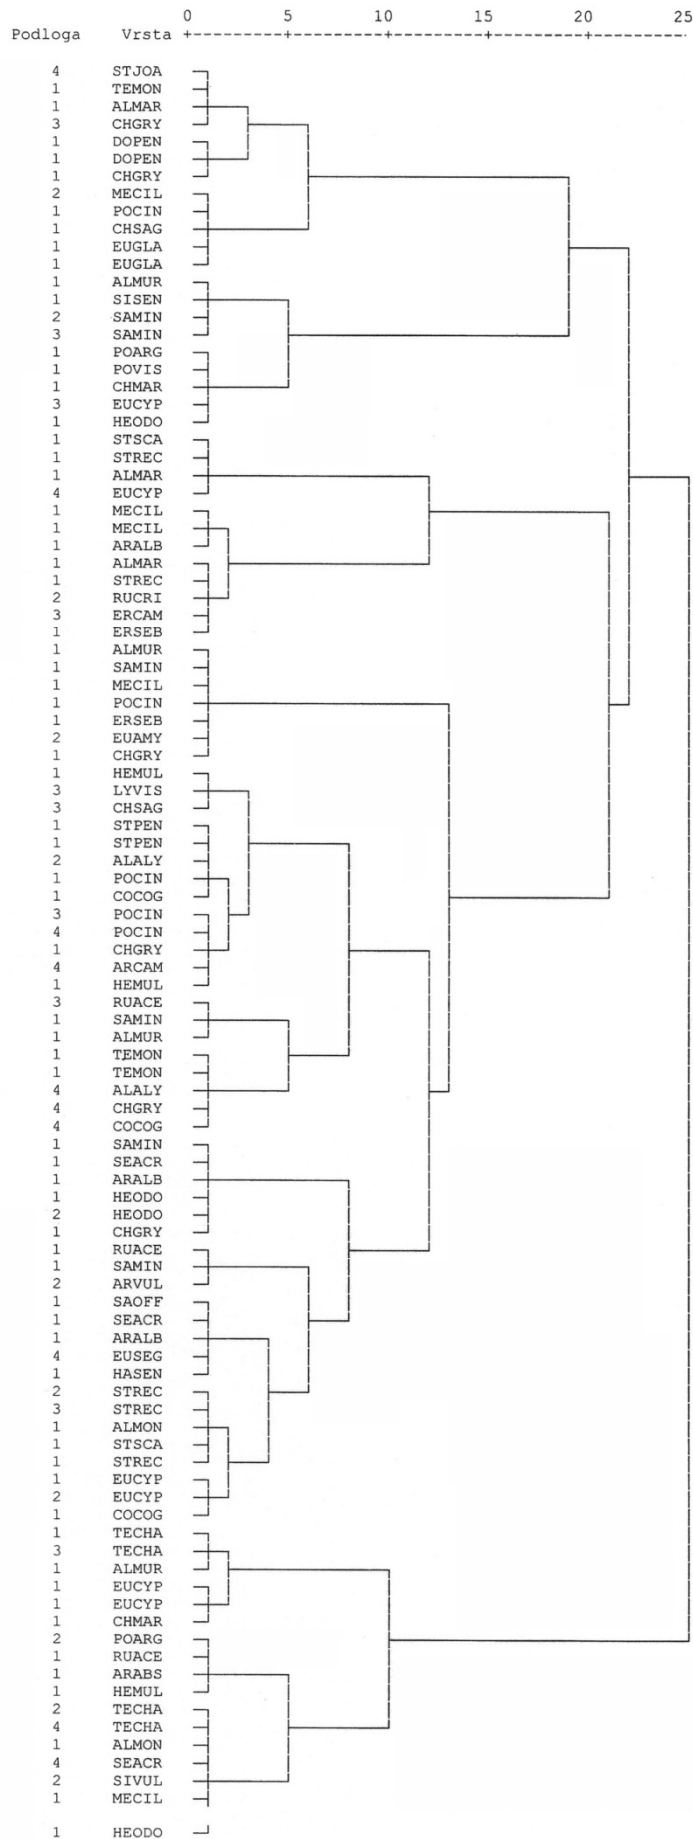 0 5 10 15 20 25
Podloga Vrsta
4 STJOA
1 TEMON
1 ALMAR
3 CHGRY
1 DOPEN
1 DOPEN
1 CHGRY
2 MECIL
1 POCIN
1 CHSAG
1 EUGLA
1 EUGLA
1 ALMUR
1 SISEN
2 SAMIN
3 SAMIN
1 POARG
1 POVIS
1 CHMAR
3 EUCYP
1 HEODO
1 STSCA
1 STREC
1 ALMAR
4 EUCYP
1 MECIL
1 MECIL
1 ARALB
1 ALMAR
1 STREC
2 RUCRI
3 ERCAM
1 ERSEB
1 ALMUR
1 SAMIN
1 MECIL
1 POCIN
1 ERSEB
2 EUAMY
1 CHGRY
1 HEMUL
3 LYVIS
3 CHSAG
1 STPEN
1 STPEN
2 ALALY
1 POCIN
1 COCOG
3 POCIN
4 POCIN
1 CHGRY
4 ARCAM
1 HEMUL
3 RUACE
1 SAMIN
1 ALMUR
1 TEMON
1 TEMON
4 ALALY
4 CHGRY
4 COCOG
1 SAMIN
1 SEACR
1 ARALB
1 HEODO
2 HEODO
1 CHGRY
1 RUACE
1 SAMIN
2 ARVUL
1 SAOFF
1 SEACR
1 ARALB
4 EUSEG
1 HASEN
2 STREC
3 STREC
1 ALMON
1 STSCA
1 STREC
1 EUCYP
2 EUCYP
1 COCOG
1 TECHA
3 TECHA
1 ALMUR
1 EUCYP
1 EUCYP
1 CHMAR
2 POARG
1 RUACE
1 ARABS
1 HEMUL
2 TECHA
4 TECHA
1 ALMON
4 SEACR
2 SIVUL
1 MECIL
1 HEODO